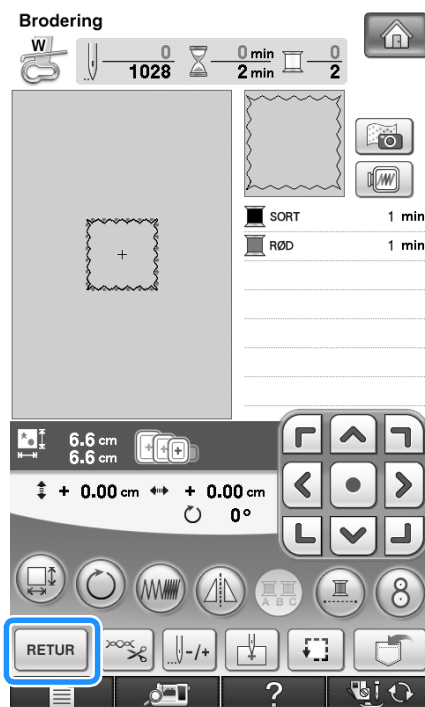 Brodering
W
0
1028
0 min
2 min
0
2
SORT 1 min
RØD 1 min
6.6 cm
6.6 cm
+ 0.00 cm + 0.00 cm
0°
A B C
8
RETUR
-/+
?